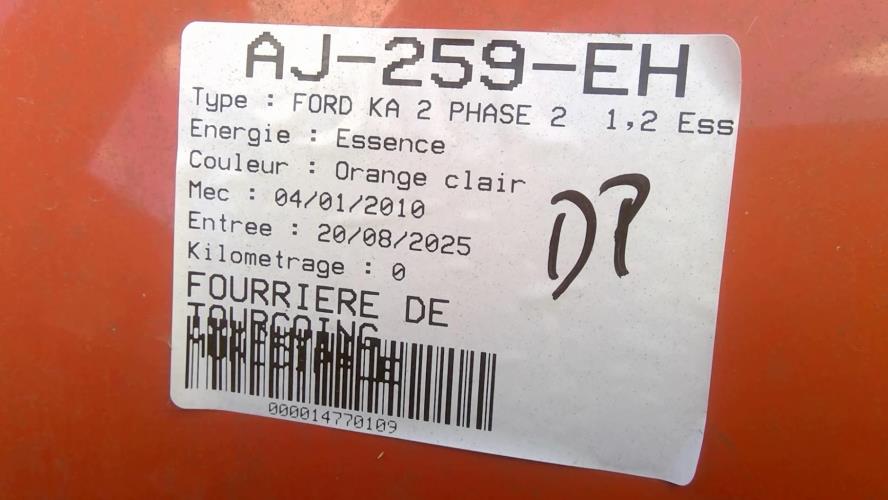 AJ-259-EH
Type : FORD KA 2 PHASE 2 1,2 Ess
Energie : Essence
Couleur : Orange clair
Mec : 04/01/2010
Entree : 20/08/2025
Kilometrage : 0
FOURRIERE DE
TOURCOING
000014770109
DP